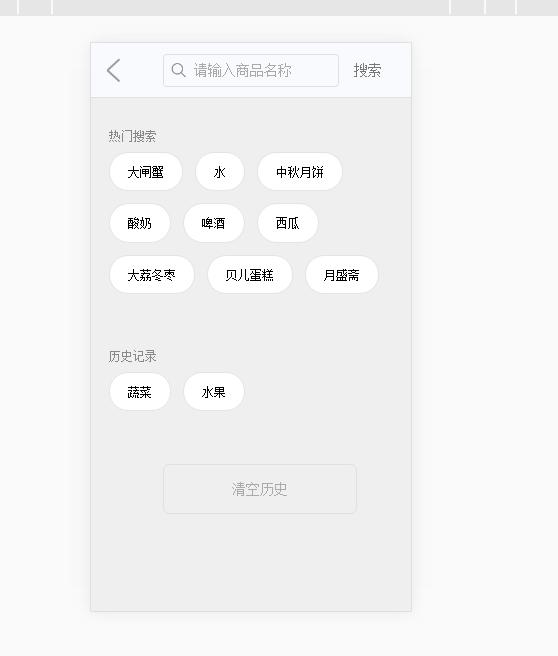 请输入商品名称 搜索
热门搜索
大闸蟹 水 中秋月饼
酸奶 啤酒 西瓜
大荔冬枣 贝儿蛋糕 月盛斋
历史记录
蔬菜 水果
清空历史